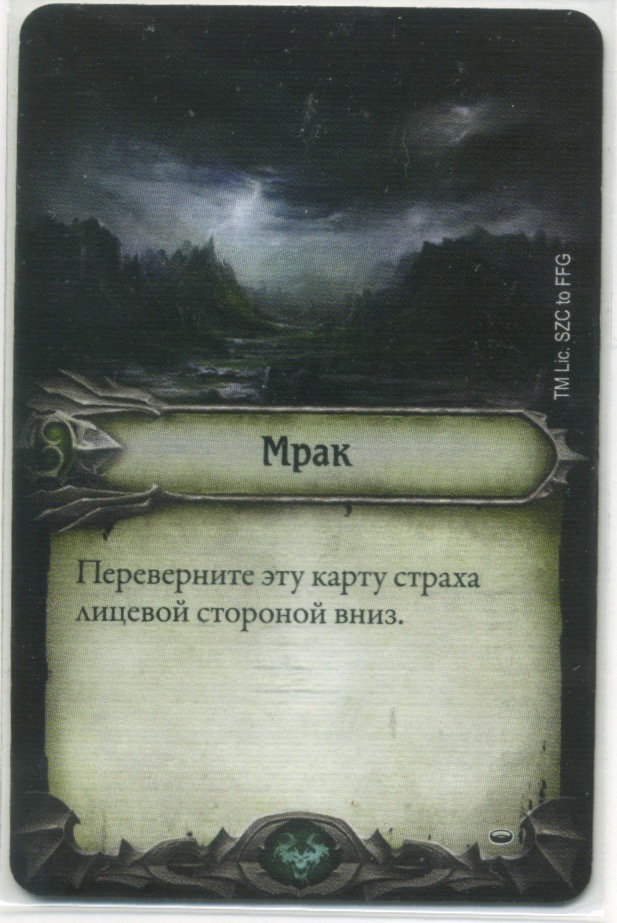 TM Lic. SZC to FFG
Мрак
Переверните эту карту страха
лицевой стороной вниз.